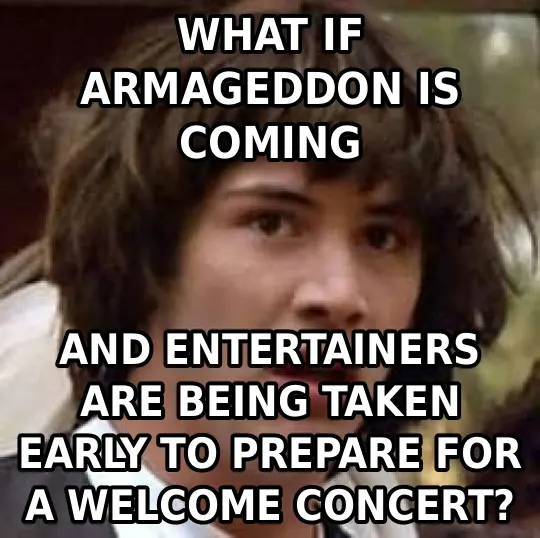 WHAT IF
ARMAGEDDON IS
COMING
AND ENTERTAINERS
ARE BEING TAKEN
EARLY TO PREPARE FOR
A WELCOME CONCERT?